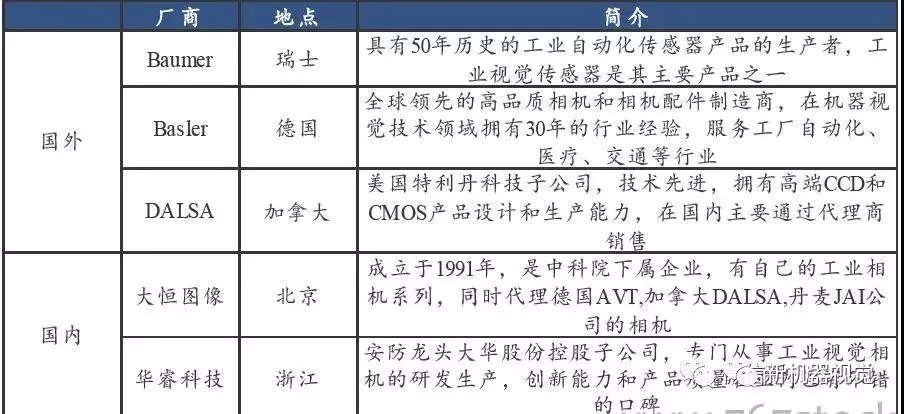 厂商 地点 简介
国外
Baumer 瑞士
具有50年历史的工业自动化传感器产品的生产者，工
业视觉传感器是其主要产品之一
Basler 德国
全球领先的高品质相机和相机配件制造商，在机器视
觉技术领域拥有30年的行业经验，服务工厂自动化、
医疗、交通等行业
DALSA 加拿大
美国特利丹科技子公司，技术先进，拥有高端CCD和
CMOS产品设计和生产能力，在国内主要通过代理商
销售
国内
大恒图像 北京
成立于1991年，是中科院下属企业，有自己的工业相
机系列，同时代理德国AVT,加拿大DALSA,丹麦JAI公
司的相机
华睿科技 浙江
安防龙头大华股份控股子公司，专门从事工业视觉相
机的研发生产，创新能力和产品质量
错
的口碑
新机器视觉